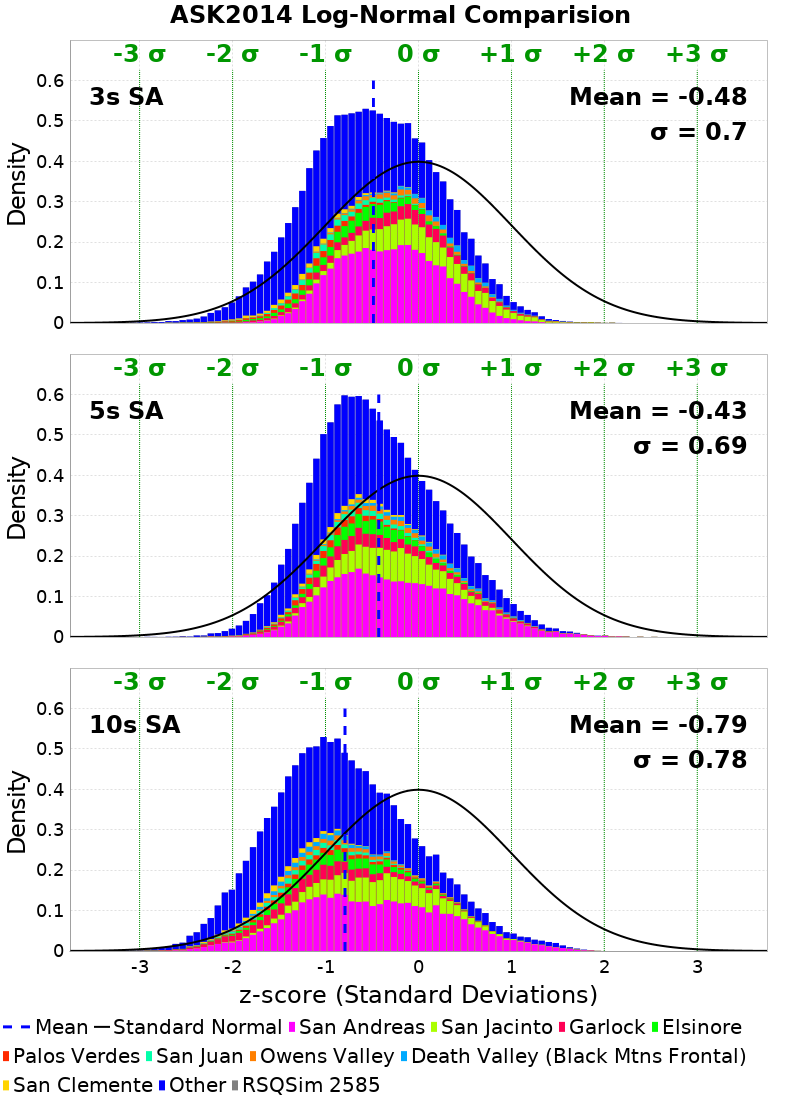 ASK2014 Log-Normal Comparision
-3 σ -2 σ -1 σ 0 σ +1 σ +2 σ +3 σ
3s SA
Mean = -0.48
σ = 0.7
Density
0.6
0.5
0.4
0.3
0.2
0.1
0
-3 σ -2 σ -1 σ 0 σ +1 σ +2 σ +3 σ
5s SA
Mean = -0.43
σ = 0.69
Density
0.6
0.5
0.4
0.3
0.2
0.1
0
-3 σ -2 σ -1 σ 0 σ +1 σ +2 σ +3 σ
10s SA
Mean = -0.79
σ = 0.78
Density
0.6
0.5
0.4
0.3
0.2
0.1
0
-3 -2 -1 0 1 2 3
z-score (Standard Deviations)
Mean Standard Normal San Andreas San Jacinto Garlock Elsinore
Palos Verdes San Juan Owens Valley Death Valley (Black Mtns Frontal)
San Clemente Other RSQSim 2585